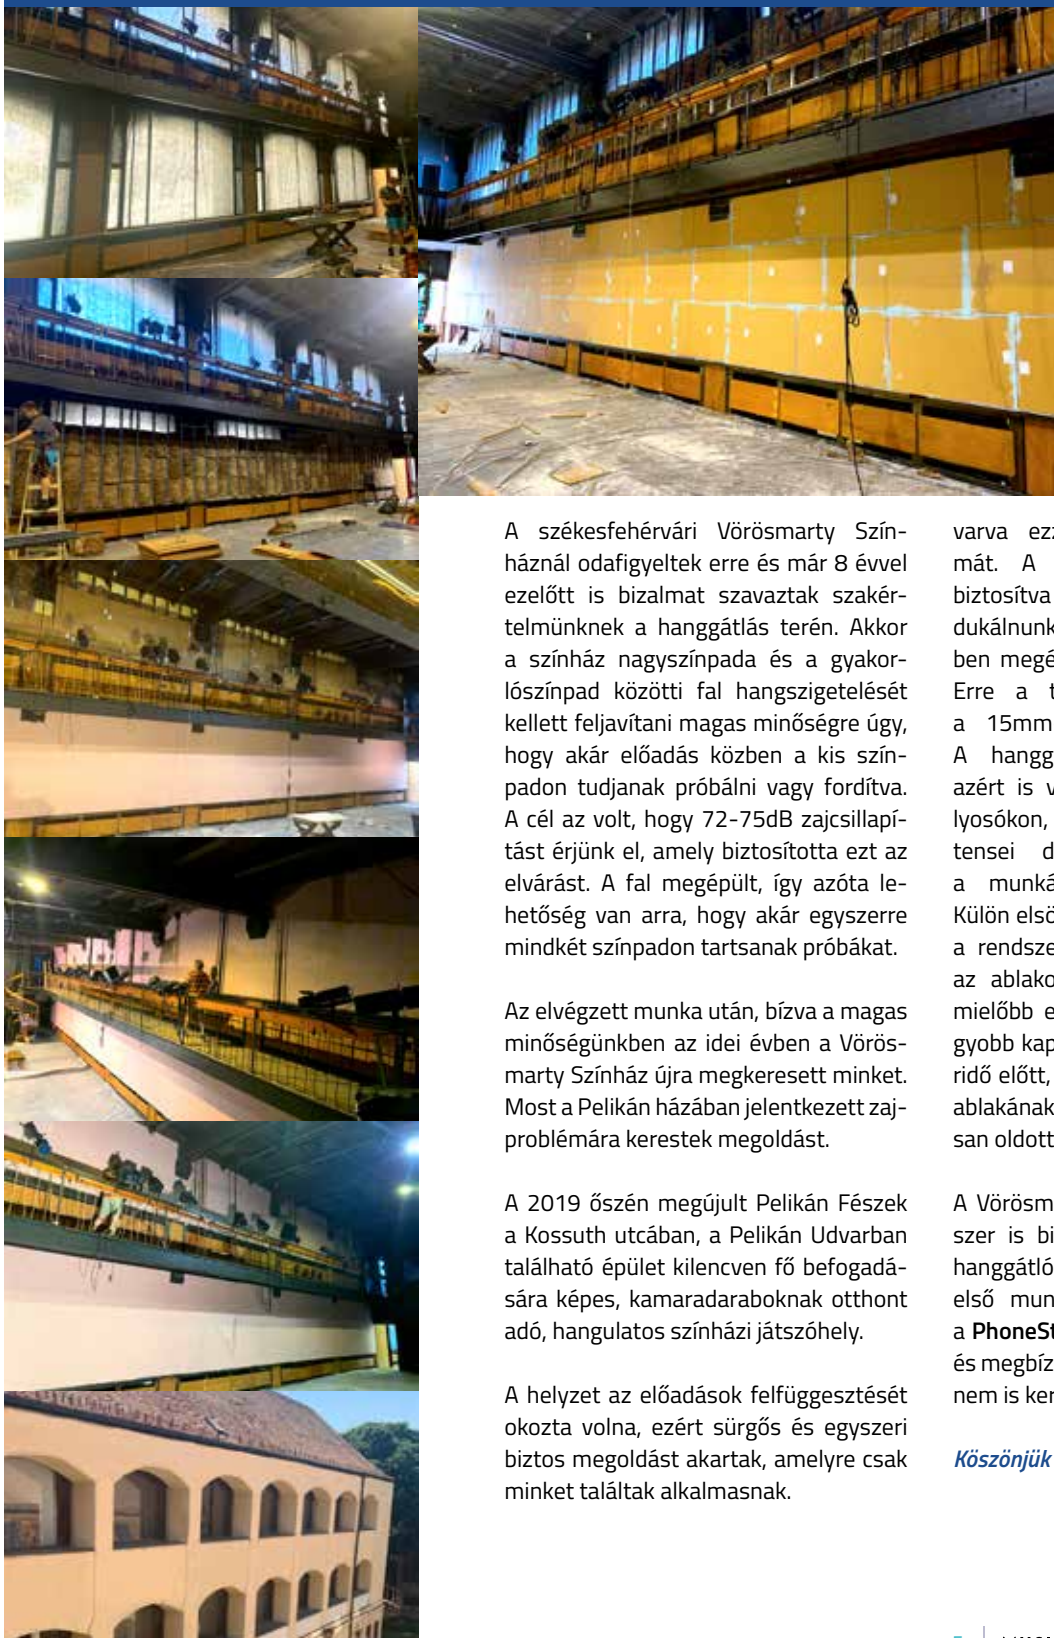 A székesfehérvári Vörösmarty Szín-
háznál odafigyeltek erre és már 8 évvel
ezelőtt is bizalmat szavaztak szakér-
telmünknek a hanggátlás terén. Akkor
a színház nagyszínpada és a gyakor-
lószínpad közötti fal hangszigetelését
kellett feljavítani magas minőségre úgy,
hogy akár előadás közben a kis szín-
padon tudjanak próbálni vagy fordítva.
A cél az volt, hogy 72-75dB zajcsillapí-
tást érjünk el, amely biztosította ezt az
elvárást. A fal megépült, így azóta le-
hetőség van arra, hogy akár egyszerre
mindkét színpadon tartsanak próbákat.
Az elvégzett munka után, bízva a magas
minőségünkben az idei évben a Vörös-
marty Színház újra megkeresett minket.
Most a Pelikán házában jelentkezett zaj-
problémára kerestek megoldást.
A 2019 őszén megújult Pelikán Fészek
a Kossuth utcában, a Pelikán Udvarban
található épület kilencven fő befogadá-
sára képes, kamaradaraboknak otthont
adó, hangulatos színházi játszóhely.
A helyzet az előadások felfüggesztését
okozta volna, ezért sürgős és egyszeri
biztos megoldást akartak, amelyre csak
minket találtak alkalmasnak.
varva
mát. A
biztosítva
dukálnunk
ben
Erre a
a 15mm
A
azért is
lyosókon,
tensei
a
Külön
a
az
mielőbb
gyobb
ridő előtt,
ablakának
san
A
szer is
hanggátló
első
a
és
nem is
Köszönjük